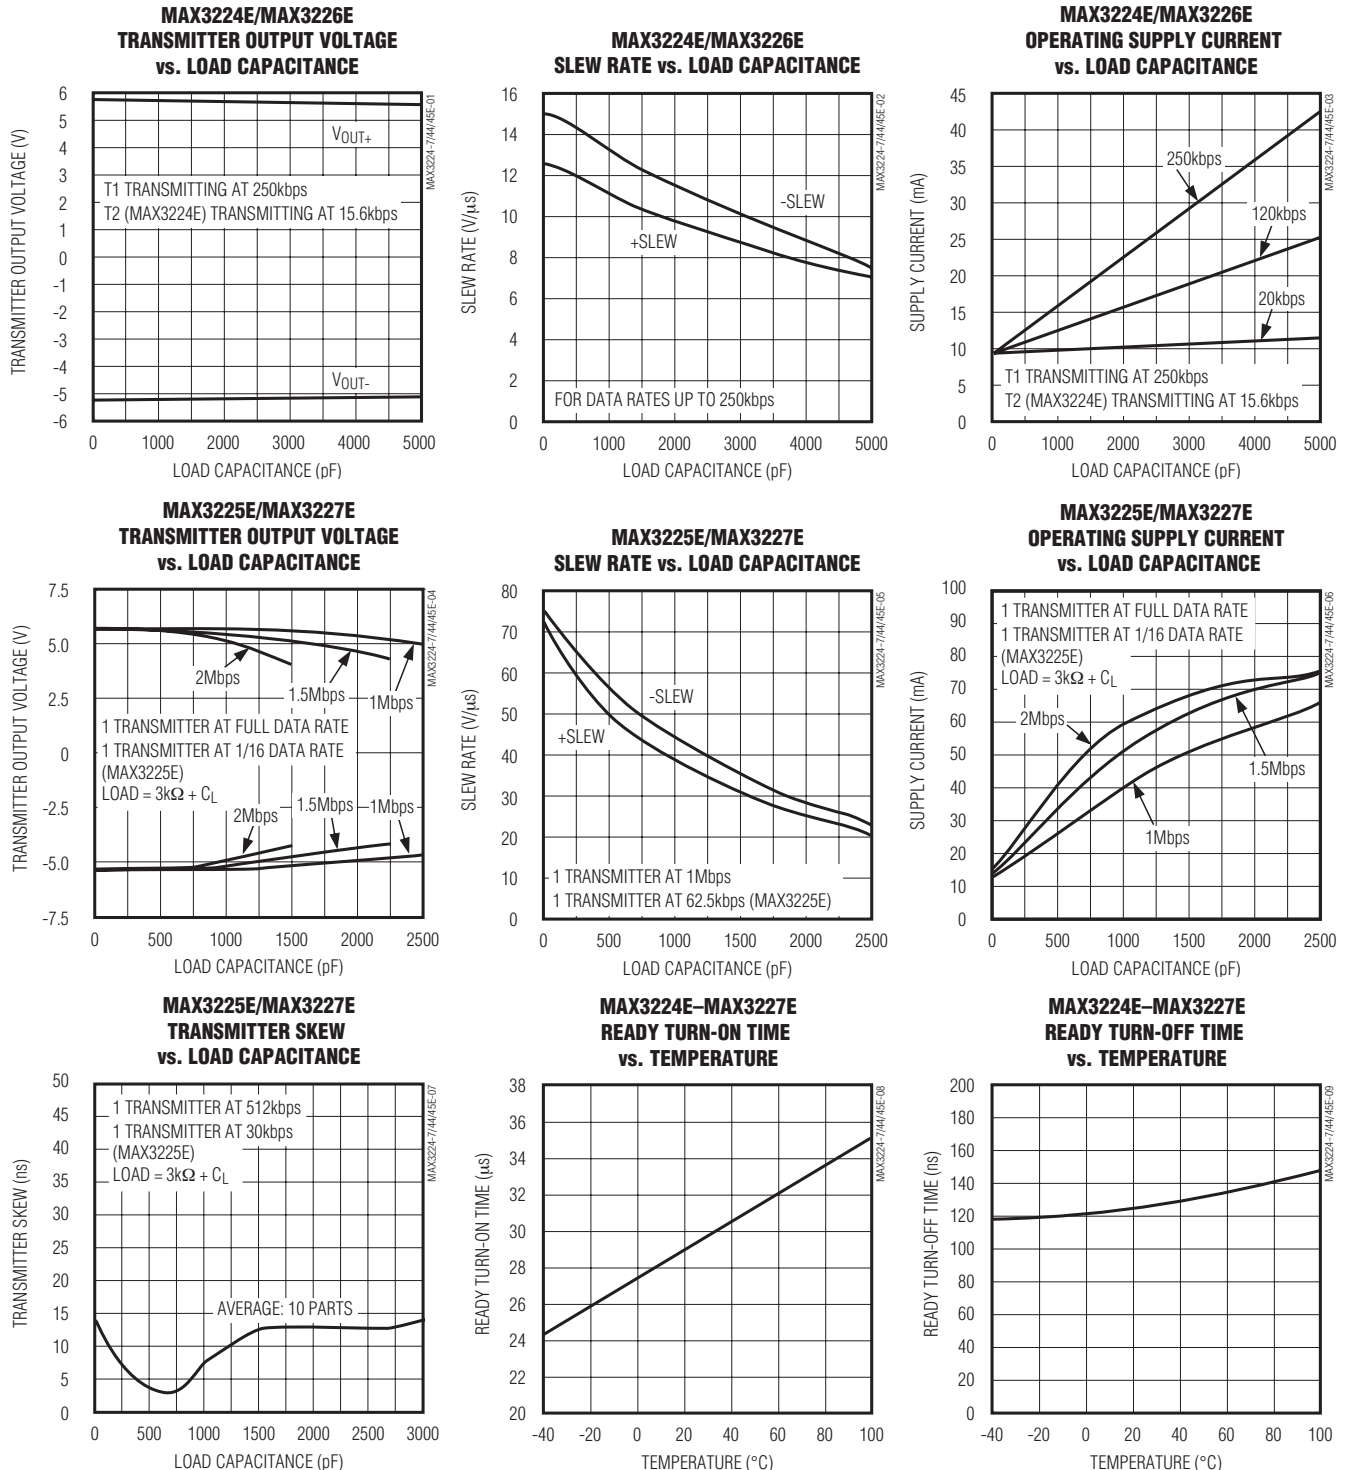 MAX3224E/MAX3226E
TRANSMITTER OUTPUT VOLTAGE
vs. LOAD CAPACITANCE
6
5
4
3
2
1
0
-1
-2
-3
-4
-5
-6
TRANSMITTER OUTPUT VOLTAGE (V)
VOUT+
T1 TRANSMITTING AT 250kbps
T2 (MAX3224E) TRANSMITTING AT 15.6kbps
VOUT-
MAX3224-7/44/45E-01
0 1000 2000 3000 4000 5000
LOAD CAPACITANCE (pF)
MAX3224E/MAX3226E
SLEW RATE vs. LOAD CAPACITANCE
16
14
12
10
8
6
4
2
0
SLEW RATE (V/μs)
-SLEW
+SLEW
FOR DATA RATES UP TO 250kbps
MAX3224-7/44/45E-02
0 1000 2000 3000 4000 5000
LOAD CAPACITANCE (pF)
MAX3224E/MAX3226E
OPERATING SUPPLY CURRENT
vs. LOAD CAPACITANCE
45
40
35
30
25
20
15
10
5
0
SUPPLY CURRENT (mA)
250kbps
120kbps
20kbps
T1 TRANSMITTING AT 250kbps
T2 (MAX3224E) TRANSMITTING AT 15.6kbps
MAX3224-7/44/45E-03
0 1000 2000 3000 4000 5000
LOAD CAPACITANCE (pF)
MAX3225E/MAX3227E
TRANSMITTER OUTPUT VOLTAGE
vs. LOAD CAPACITANCE
7.5
5.0
2.5
0
-2.5
-5.0
-7.5
TRANSMITTER OUTPUT VOLTAGE (V)
2Mbps
1.5Mbps
1Mbps
1 TRANSMITTER AT FULL DATA RATE
1 TRANSMITTER AT 1/16 DATA RATE
(MAX3225E)
LOAD = 3kΩ + CL
2Mbps
1.5Mbps
1Mbps
MAX3224-7/44/45E-04
0 500 1000 1500 2000 2500
LOAD CAPACITANCE (pF)
MAX3225E/MAX3227E
SLEW RATE vs. LOAD CAPACITANCE
80
70
60
50
40
30
20
10
0
SLEW RATE (V/μs)
-SLEW
+SLEW
1 TRANSMITTER AT 1Mbps
1 TRANSMITTER AT 62.5kbps (MAX3225E)
MAX3224-7/44/45E-05
0 500 1000 1500 2000 2500
LOAD CAPACITANCE (pF)
MAX3225E/MAX3227E
OPERATING SUPPLY CURRENT
vs. LOAD CAPACITANCE
100
90
80
70
60
50
40
30
20
10
0
SUPPLY CURRENT (mA)
1 TRANSMITTER AT FULL DATA RATE
1 TRANSMITTER AT 1/16 DATA RATE
(MAX3225E)
LOAD = 3kΩ + CL
2Mbps
1.5Mbps
1Mbps
MAX3224-7/44/45E-06
0 500 1000 1500 2000 2500
LOAD CAPACITANCE (pF)
MAX3225E/MAX3227E
TRANSMITTER SKEW
vs. LOAD CAPACITANCE
50
45
40
35
30
25
20
15
10
5
0
TRANSMITTER SKEW (ns)
1 TRANSMITTER AT 512kbps
1 TRANSMITTER AT 30kbps
(MAX3225E)
LOAD = 3kΩ + CL
AVERAGE: 10 PARTS
MAX3224-7/44/45E-07
0 500 1000 1500 2000 2500 3000
LOAD CAPACITANCE (pF)
MAX3224E–MAX3227E
READY TURN-ON TIME
vs. TEMPERATURE
38
36
34
32
30
28
26
24
22
20
READY TURN-ON TIME (μs)
MAX3224-7/44/45E-08
-40 -20 0 20 40 60 80 100
TEMPERATURE (°C)
MAX3224E–MAX3227E
READY TURN-OFF TIME
vs. TEMPERATURE
200
180
160
140
120
100
80
60
40
20
0
READY TURN-OFF TIME (ns)
MAX3224-7/44/45E-09
-40 -20 0 20 40 60 80 100
TEMPERATURE (°C)